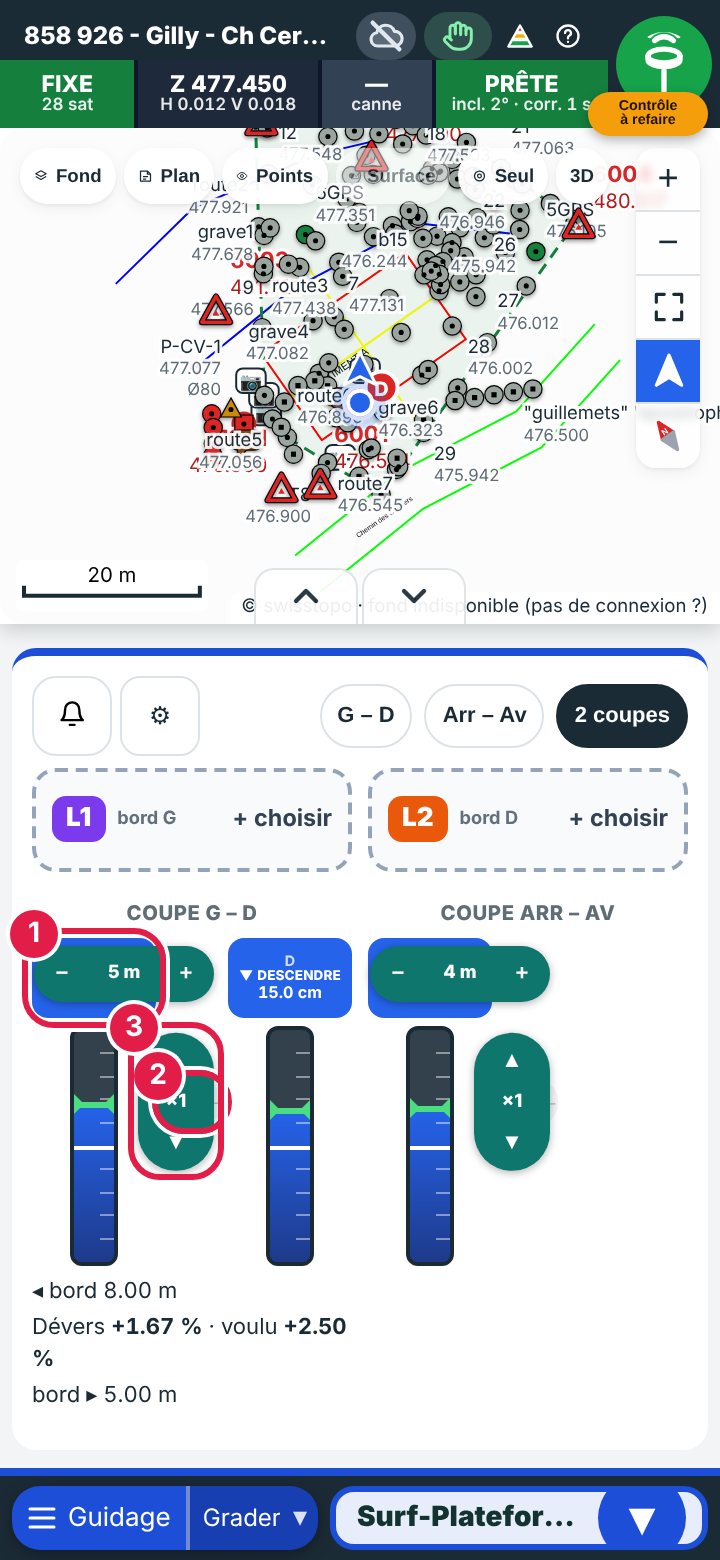 858 926 - Gilly - Ch Cer...
FIXE
28 sat
Z 477.450
H 0.012 V 0.018
—
canne
PRÊTE
incl. 2° · corr. 1 s
Contrôle
à refaire
Fond
Plan
Points
Surface
Seul
3D
477.063
477.921
477.351
5GPS
5GPS
grave1
477.678
b15
476.244
476.946
26
475.942
route3
477.438
7
477.131
27
476.012
P-CV-1
477.077
Ø80
grave4
477.082
28
476.002
grave6
476.323
"guillemets"
476.500
route5
477.056
29
475.942
route7
476.545
476.900
20 m
© swisstopo · fond indisponible (pas de connexion ?)
G – D
Arr – Av
2 coupes
L1 bord G + choisir
L2 bord D + choisir
COUPE G – D
COUPE ARR – AV
1
− 5 m +
D
▼ DESCENDRE
15.0 cm
− 4 m +
3
2
▲
×1
▼
×1
▼
◂ bord 8.00 m
Dévers +1.67 % · voulu +2.50
%
bord ▸ 5.00 m
Guidage
Grader ▼
Surf-Platefor...
▼